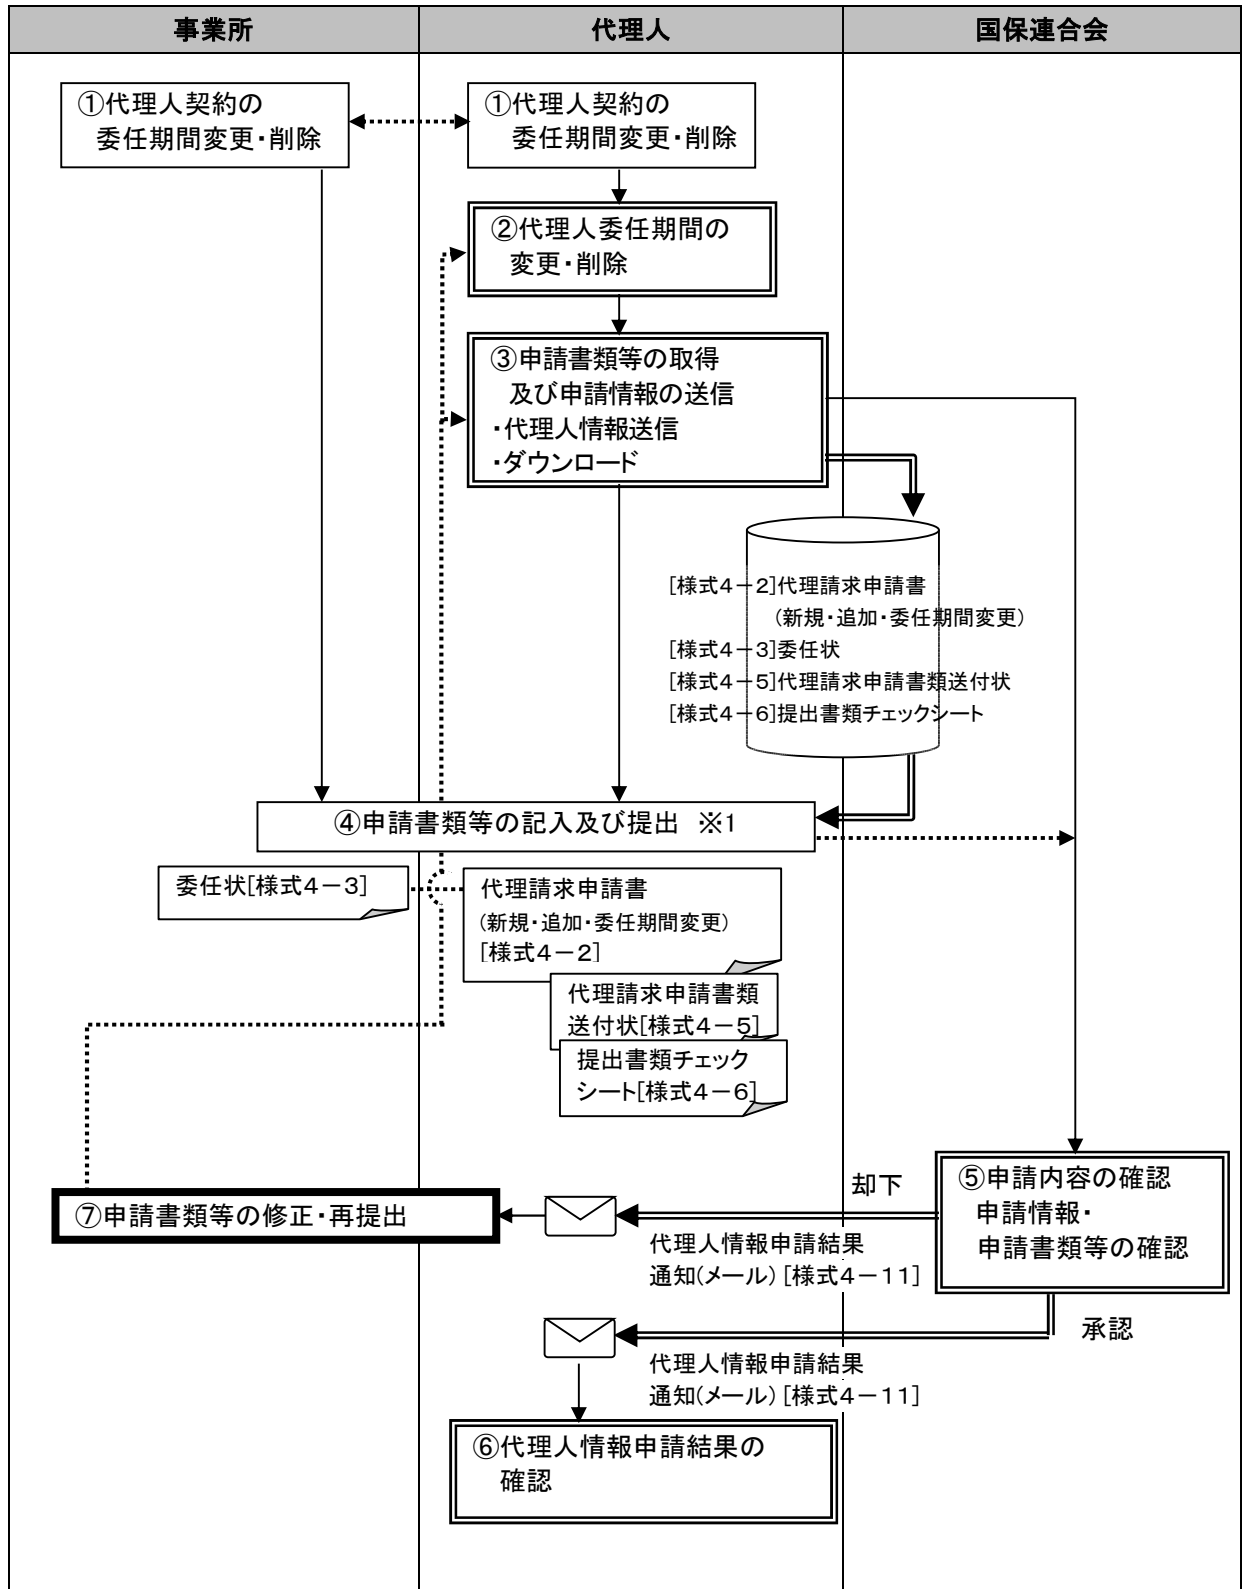 事業所
代理人
国保連合会
①代理人契約の
委任期間変更・削除
①代理人契約の
委任期間変更・削除
②代理人委任期間の
変更・削除
③申請書類等の取得
及び申請情報の送信
・代理人情報送信
・ダウンロード
[様式4－2]代理請求申請書
(新規・追加・委任期間変更)
[様式4－3]委任状
[様式4－5]代理請求申請書類送付状
[様式4－6]提出書類チェックシート
④申請書類等の記入及び提出 ※1
委任状[様式4－3]
代理請求申請書
(新規・追加・委任期間変更)
[様式4－2]
代理請求申請書類
送付状[様式4－5]
提出書類チェック
シート[様式4－6]
⑤申請内容の確認
申請情報・
申請書類等の確認
却下
⑦申請書類等の修正・再提出
代理人情報申請結果
通知(メール) [様式4－11]
承認
代理人情報申請結果
通知(メール) [様式4－11]
⑥代理人情報申請結果の
確認